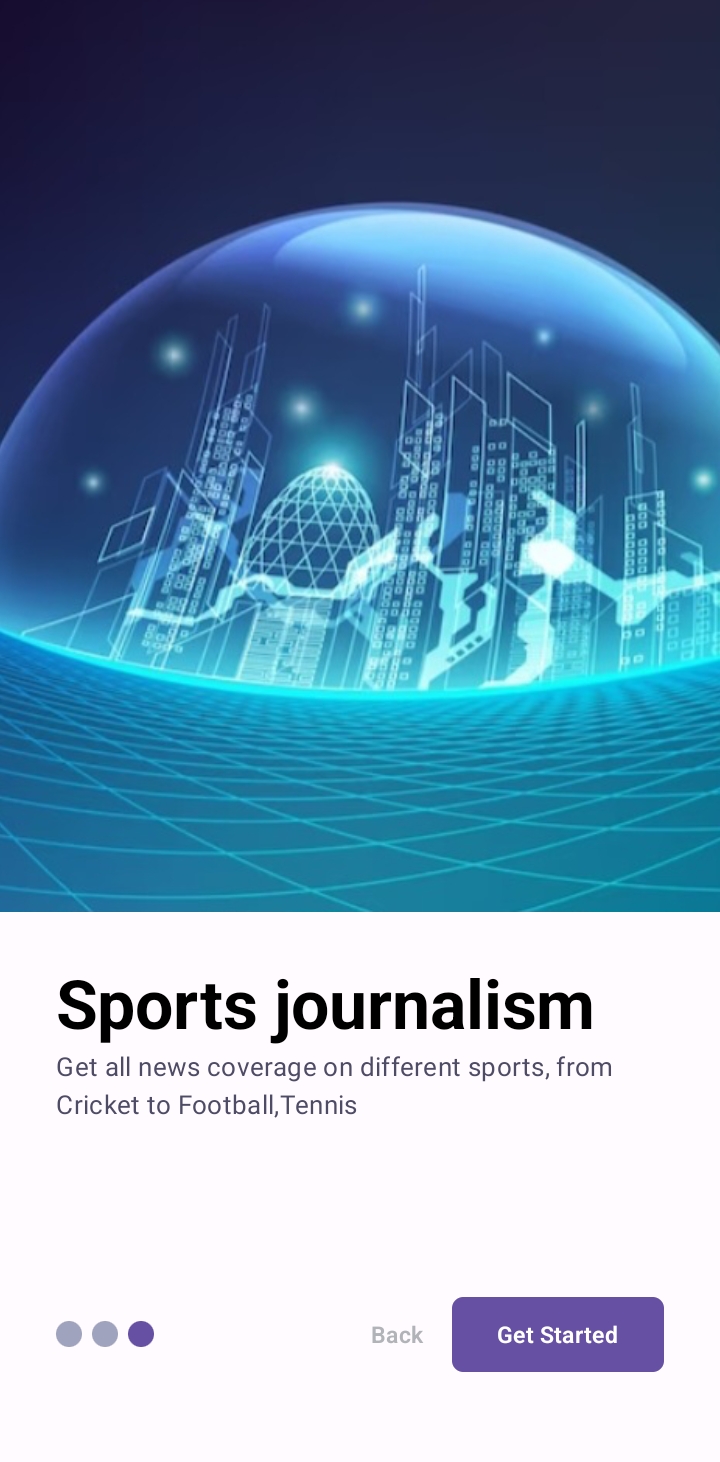 Sports journalism
Get all news coverage on different sports, from
Cricket to Football,Tennis
Back
Get Started